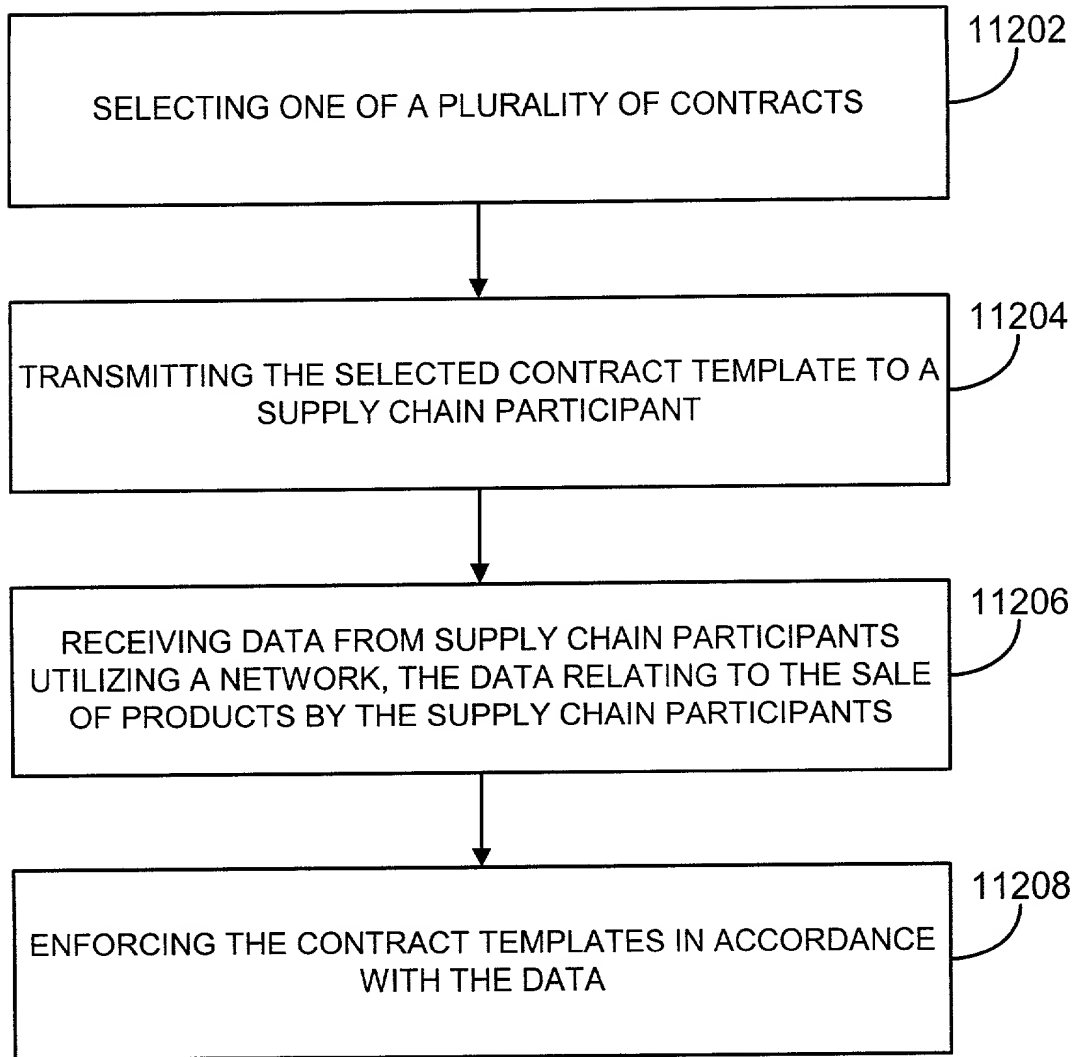 11202
SELECTING ONE OF A PLURALITY OF CONTRACTS
11204
TRANSMITTING THE SELECTED CONTRACT TEMPLATE TO A
SUPPLY CHAIN PARTICIPANT
11206
RECEIVING DATA FROM SUPPLY CHAIN PARTICIPANTS
UTILIZING A NETWORK, THE DATA RELATING TO THE SALE
OF PRODUCTS BY THE SUPPLY CHAIN PARTICIPANTS
11208
ENFORCING THE CONTRACT TEMPLATES IN ACCORDANCE
WITH THE DATA